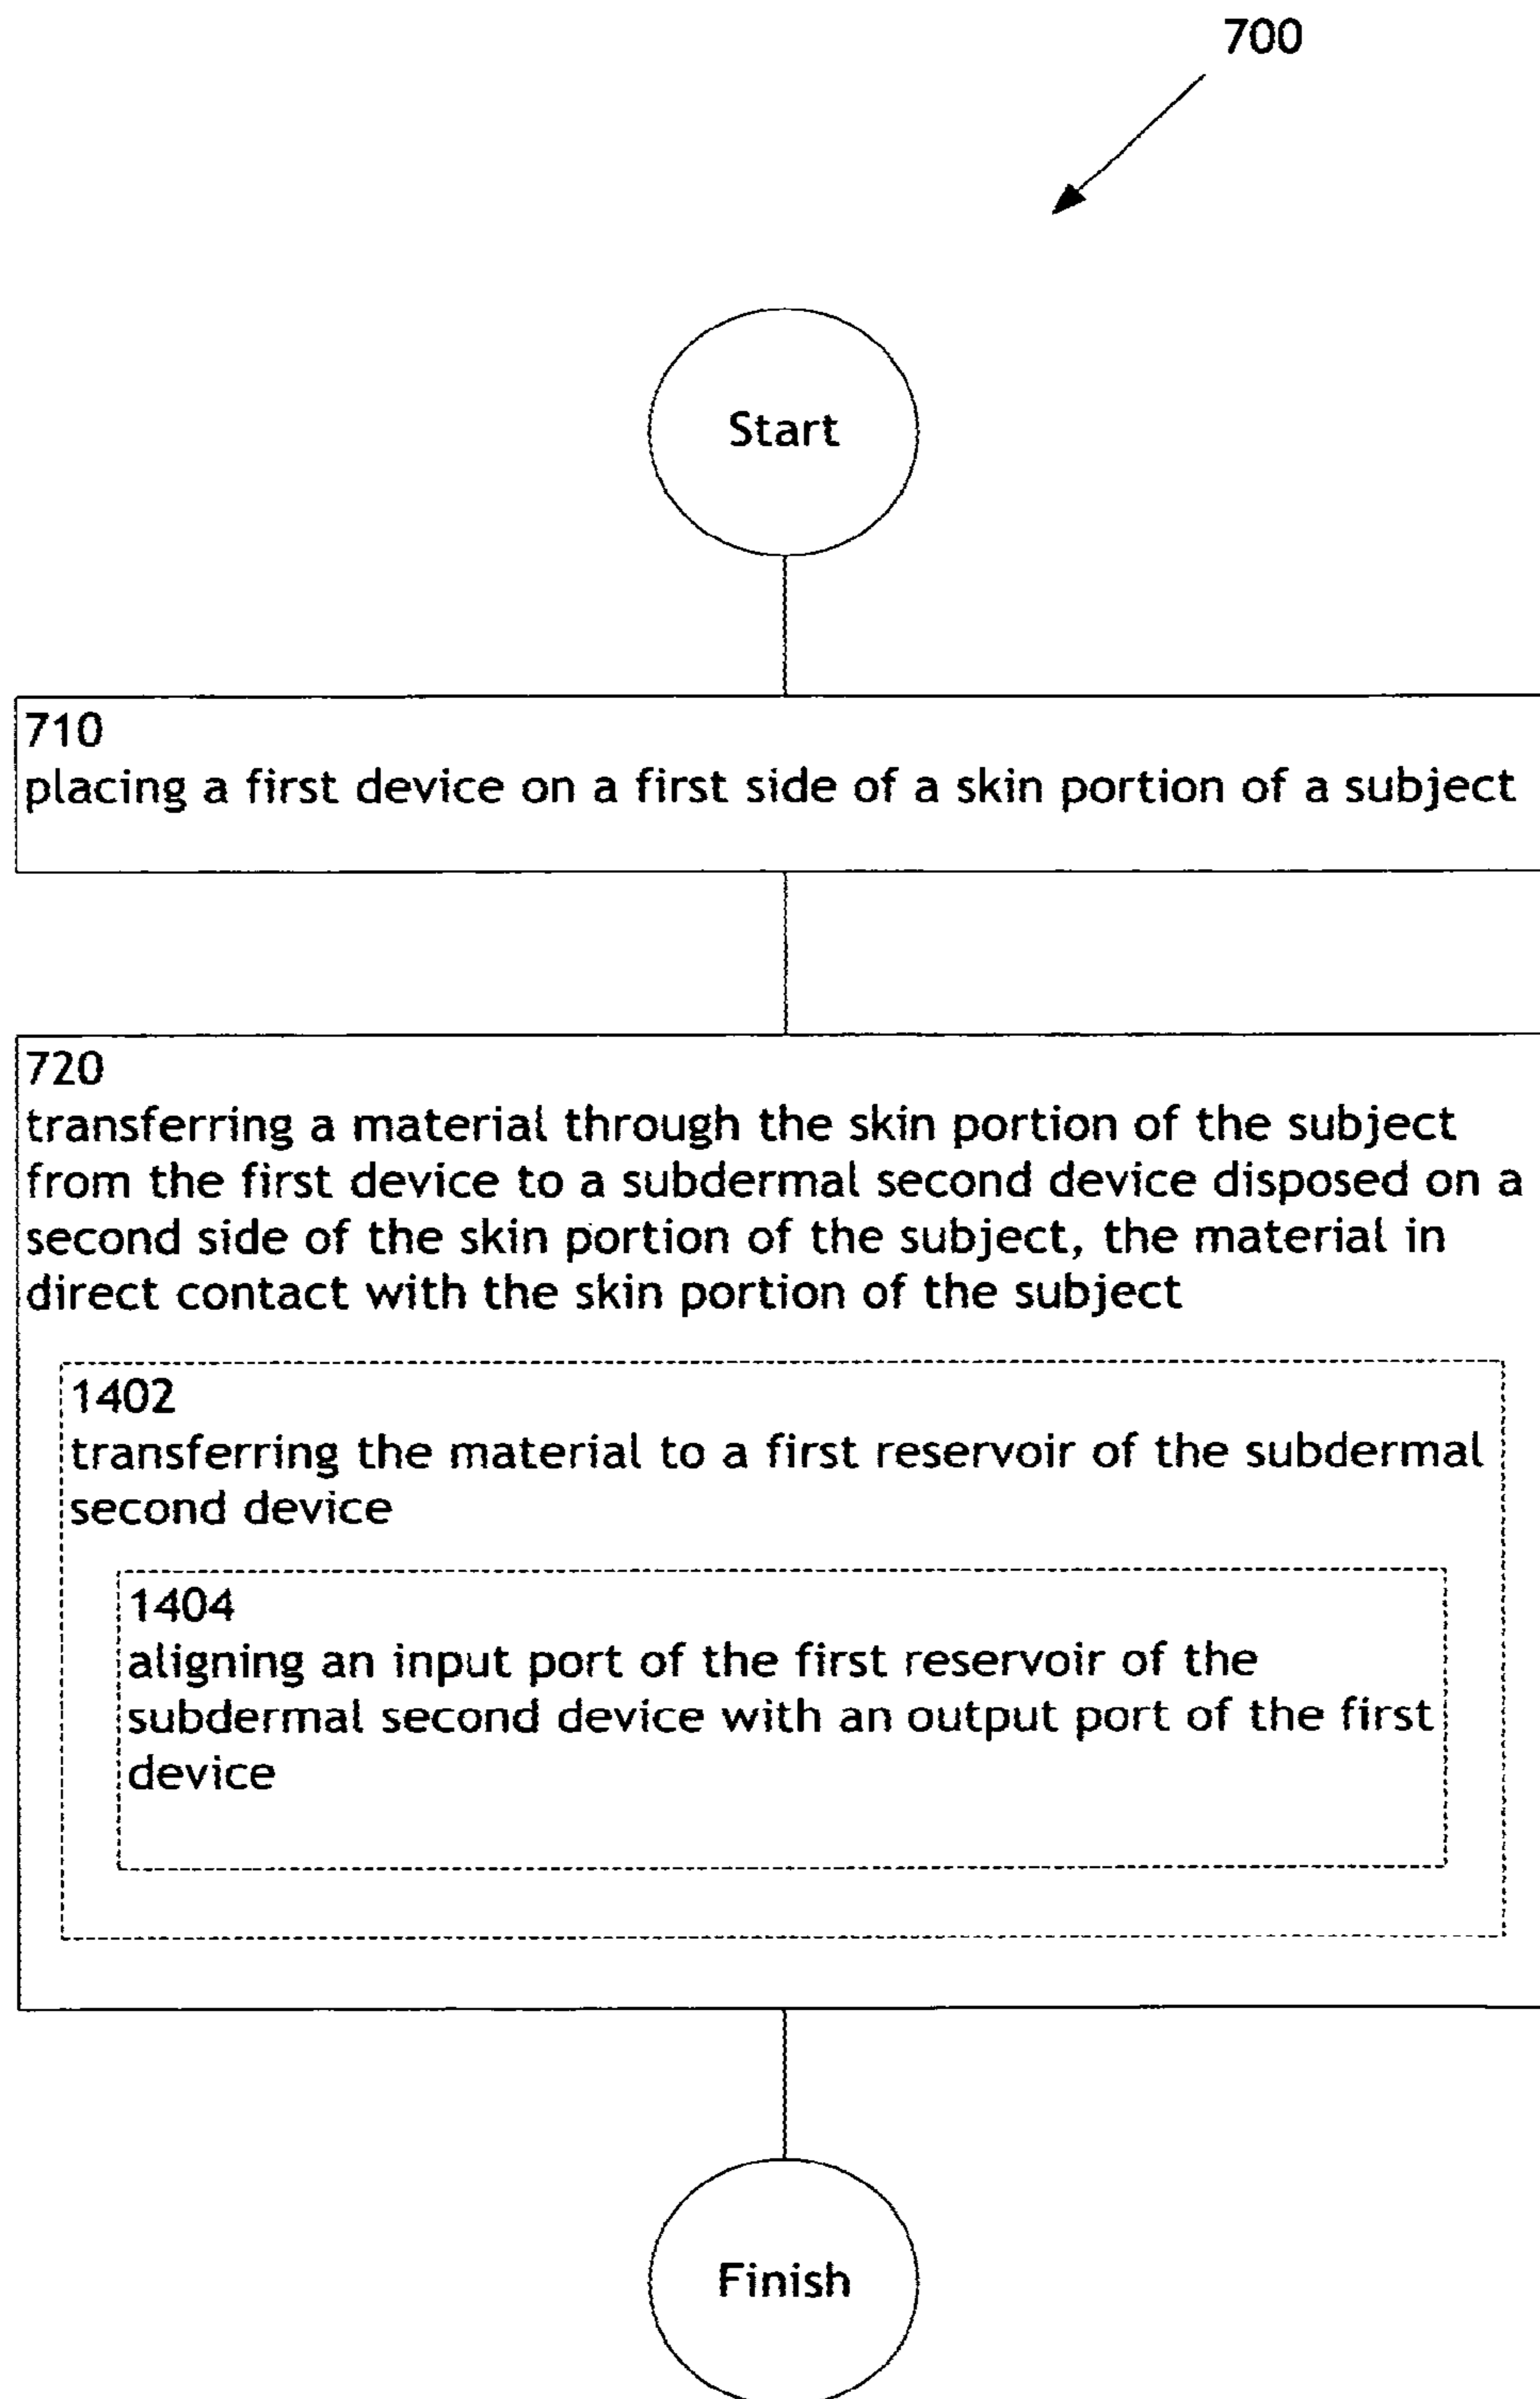 700
Start
710
placing a first device on a first side of a skin portion of a subject
720
transferring a material through the skin portion of the subject
from the first device to a subdermal second device disposed on a
second side of the skin portion of the subject, the material in
direct contact with the skin portion of the subject
1402
transferring the material to a first reservoir of the subdermal
second device
1404
aligning an input port of the first reservoir of the
subdermal second device with an output port of the first
device
Finish